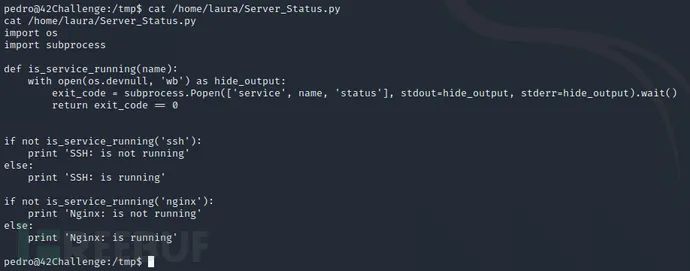 pedro@42Challenge:/tmp$ cat /home/laura/Server_Status.py
cat /home/laura/Server_Status.py
import os
import subprocess

def is_service_running(name):
    with open(os.devnull, 'wb') as hide_output:
        exit_code = subprocess.Popen(['service', name, 'status'], stdout=hide_output, stderr=hide_output).wait()
        return exit_code == 0


if not is_service_running('ssh'):
    print 'SSH: is not running'
else:
    print 'SSH: is running'

if not is_service_running('nginx'):
    print 'Nginx: is not running'
else:
    print 'Nginx: is running'
FREEBUF
pedro@42Challenge:/tmp$